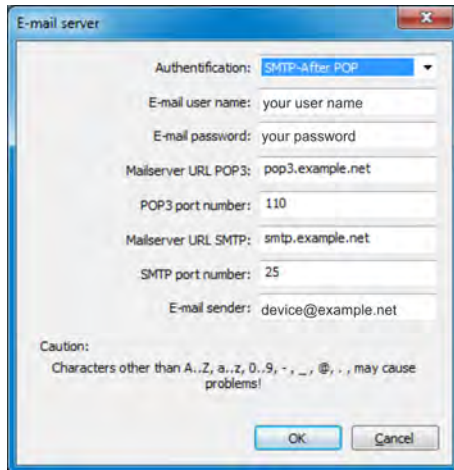 E-mail server
Authentification: SMTP-After POP
E-mail user name: your user name
E-mail password: your password
Mailserver URL POP3: pop3.example.net
POP3 port number: 110
Mailserver URL SMTP: smtp.example.net
SMTP port number: 25
E-mail sender: device@example.net
Caution:
Characters other than A..Z, a..z, 0..9, - , _ , @, . , may cause
problems!
OK Cancel